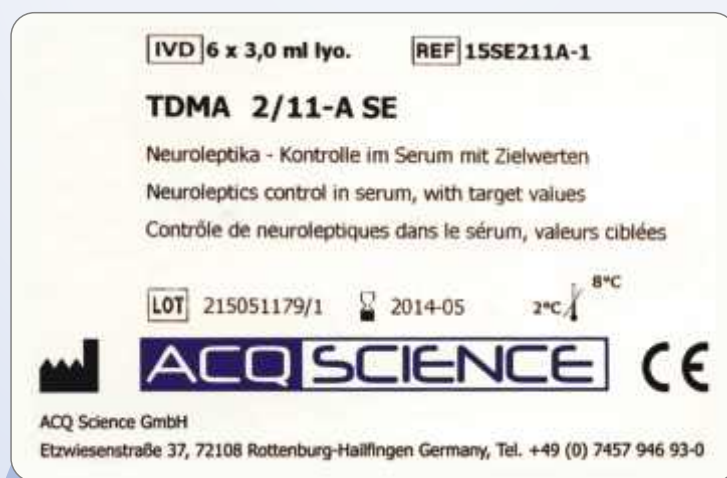 IVD 6 x 3,0 ml lyo. REF 15SE211A-1
TDMA 2/11-A SE
Neuroleptika - Kontrolle im Serum mit Zielwerten
Neuroleptics control in serum, with target values
Contrôle de neuroleptiques dans le sérum, valeurs ciblées
8°C
LOT 215051179/1 2014-05 2°C
ACQ SCIENCE CE
ACQ Science GmbH
Etzwiesenstraße 37, 72108 Rottenburg-Hailfingen Germany, Tel. +49 (0) 7457 946 93-0